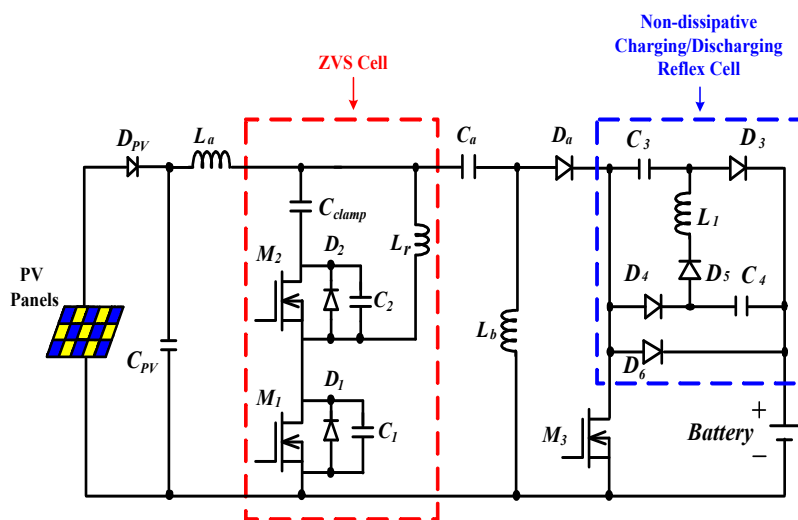 Non-dissipative
Charging/Discharging
Reflex Cell
ZVS Cell
D_PV
L_a
C_a
D_a
C_3
D_3
C_clamp
L_r
L_1
M_2
D_2
C_2
D_4
D_5
C_4
PV
Panels
C_PV
L_b
D_6
M_1
D_1
C_1
M_3
Battery
+
−